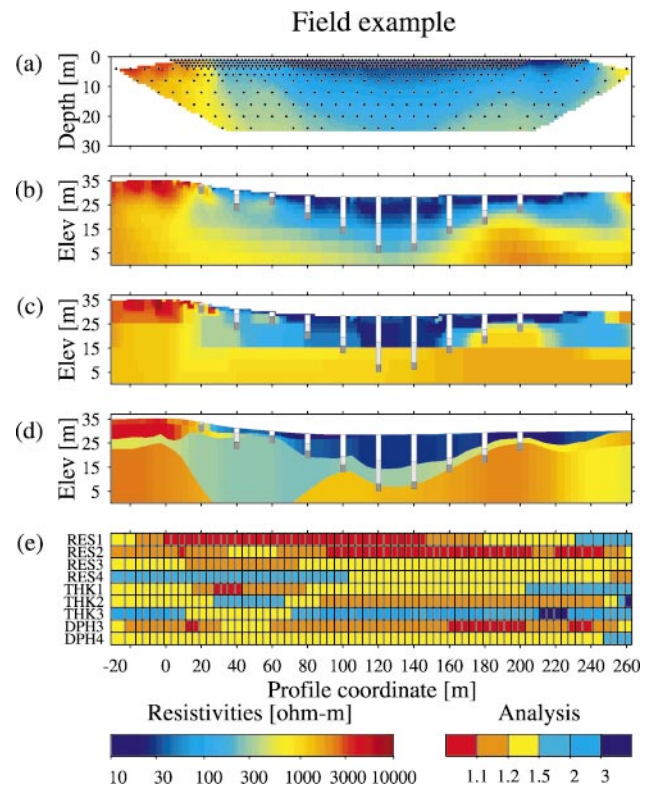 Field example
(a)
Depth [m]
0
10
20
30
(b)
Elev [m]
35
25
15
5
(c)
Elev [m]
35
25
15
5
(d)
Elev [m]
35
25
15
5
(e)
RES1
RES2
RES3
RES4
THK1
THK2
THK3
DPH3
DPH4
-20 0 20 40 60 80 100 120 140 160 180 200 220 240 260
Profile coordinate [m]
Resistivities [ohm-m] Analysis
10 30 100 300 1000 3000 10000 1.1 1.2 1.5 2 3